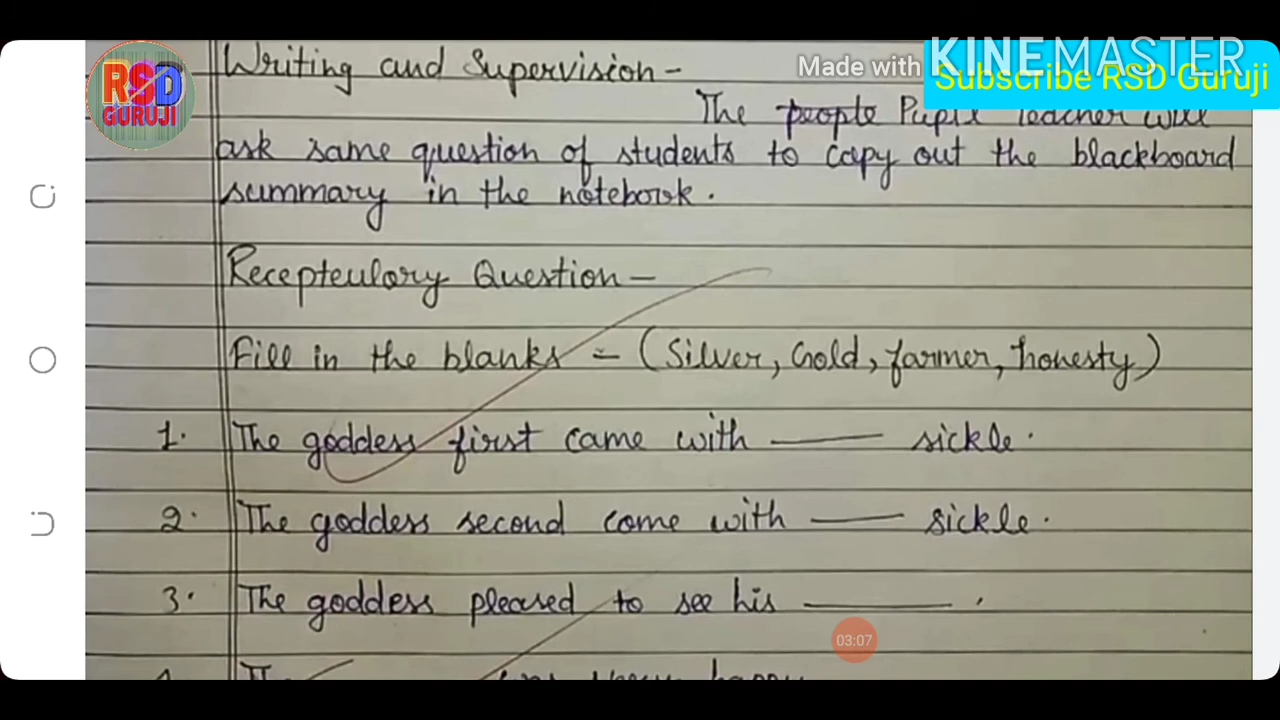 RSD
GURUJI
Made with KINEMASTER
Subscribe RSD Guruji
Writing and Supervision -
The people Pupil teacher will
ask same question of students to copy out the blackboard
summary in the notebook.
Recepteulory Question -
Fill in the blanks = (Silver, Gold, farmer, honesty)
1. The goddess first came with —— sickle.
2. The goddess second come with —— sickle.
3. The goddess pleased to see his ——.
03:07
happy